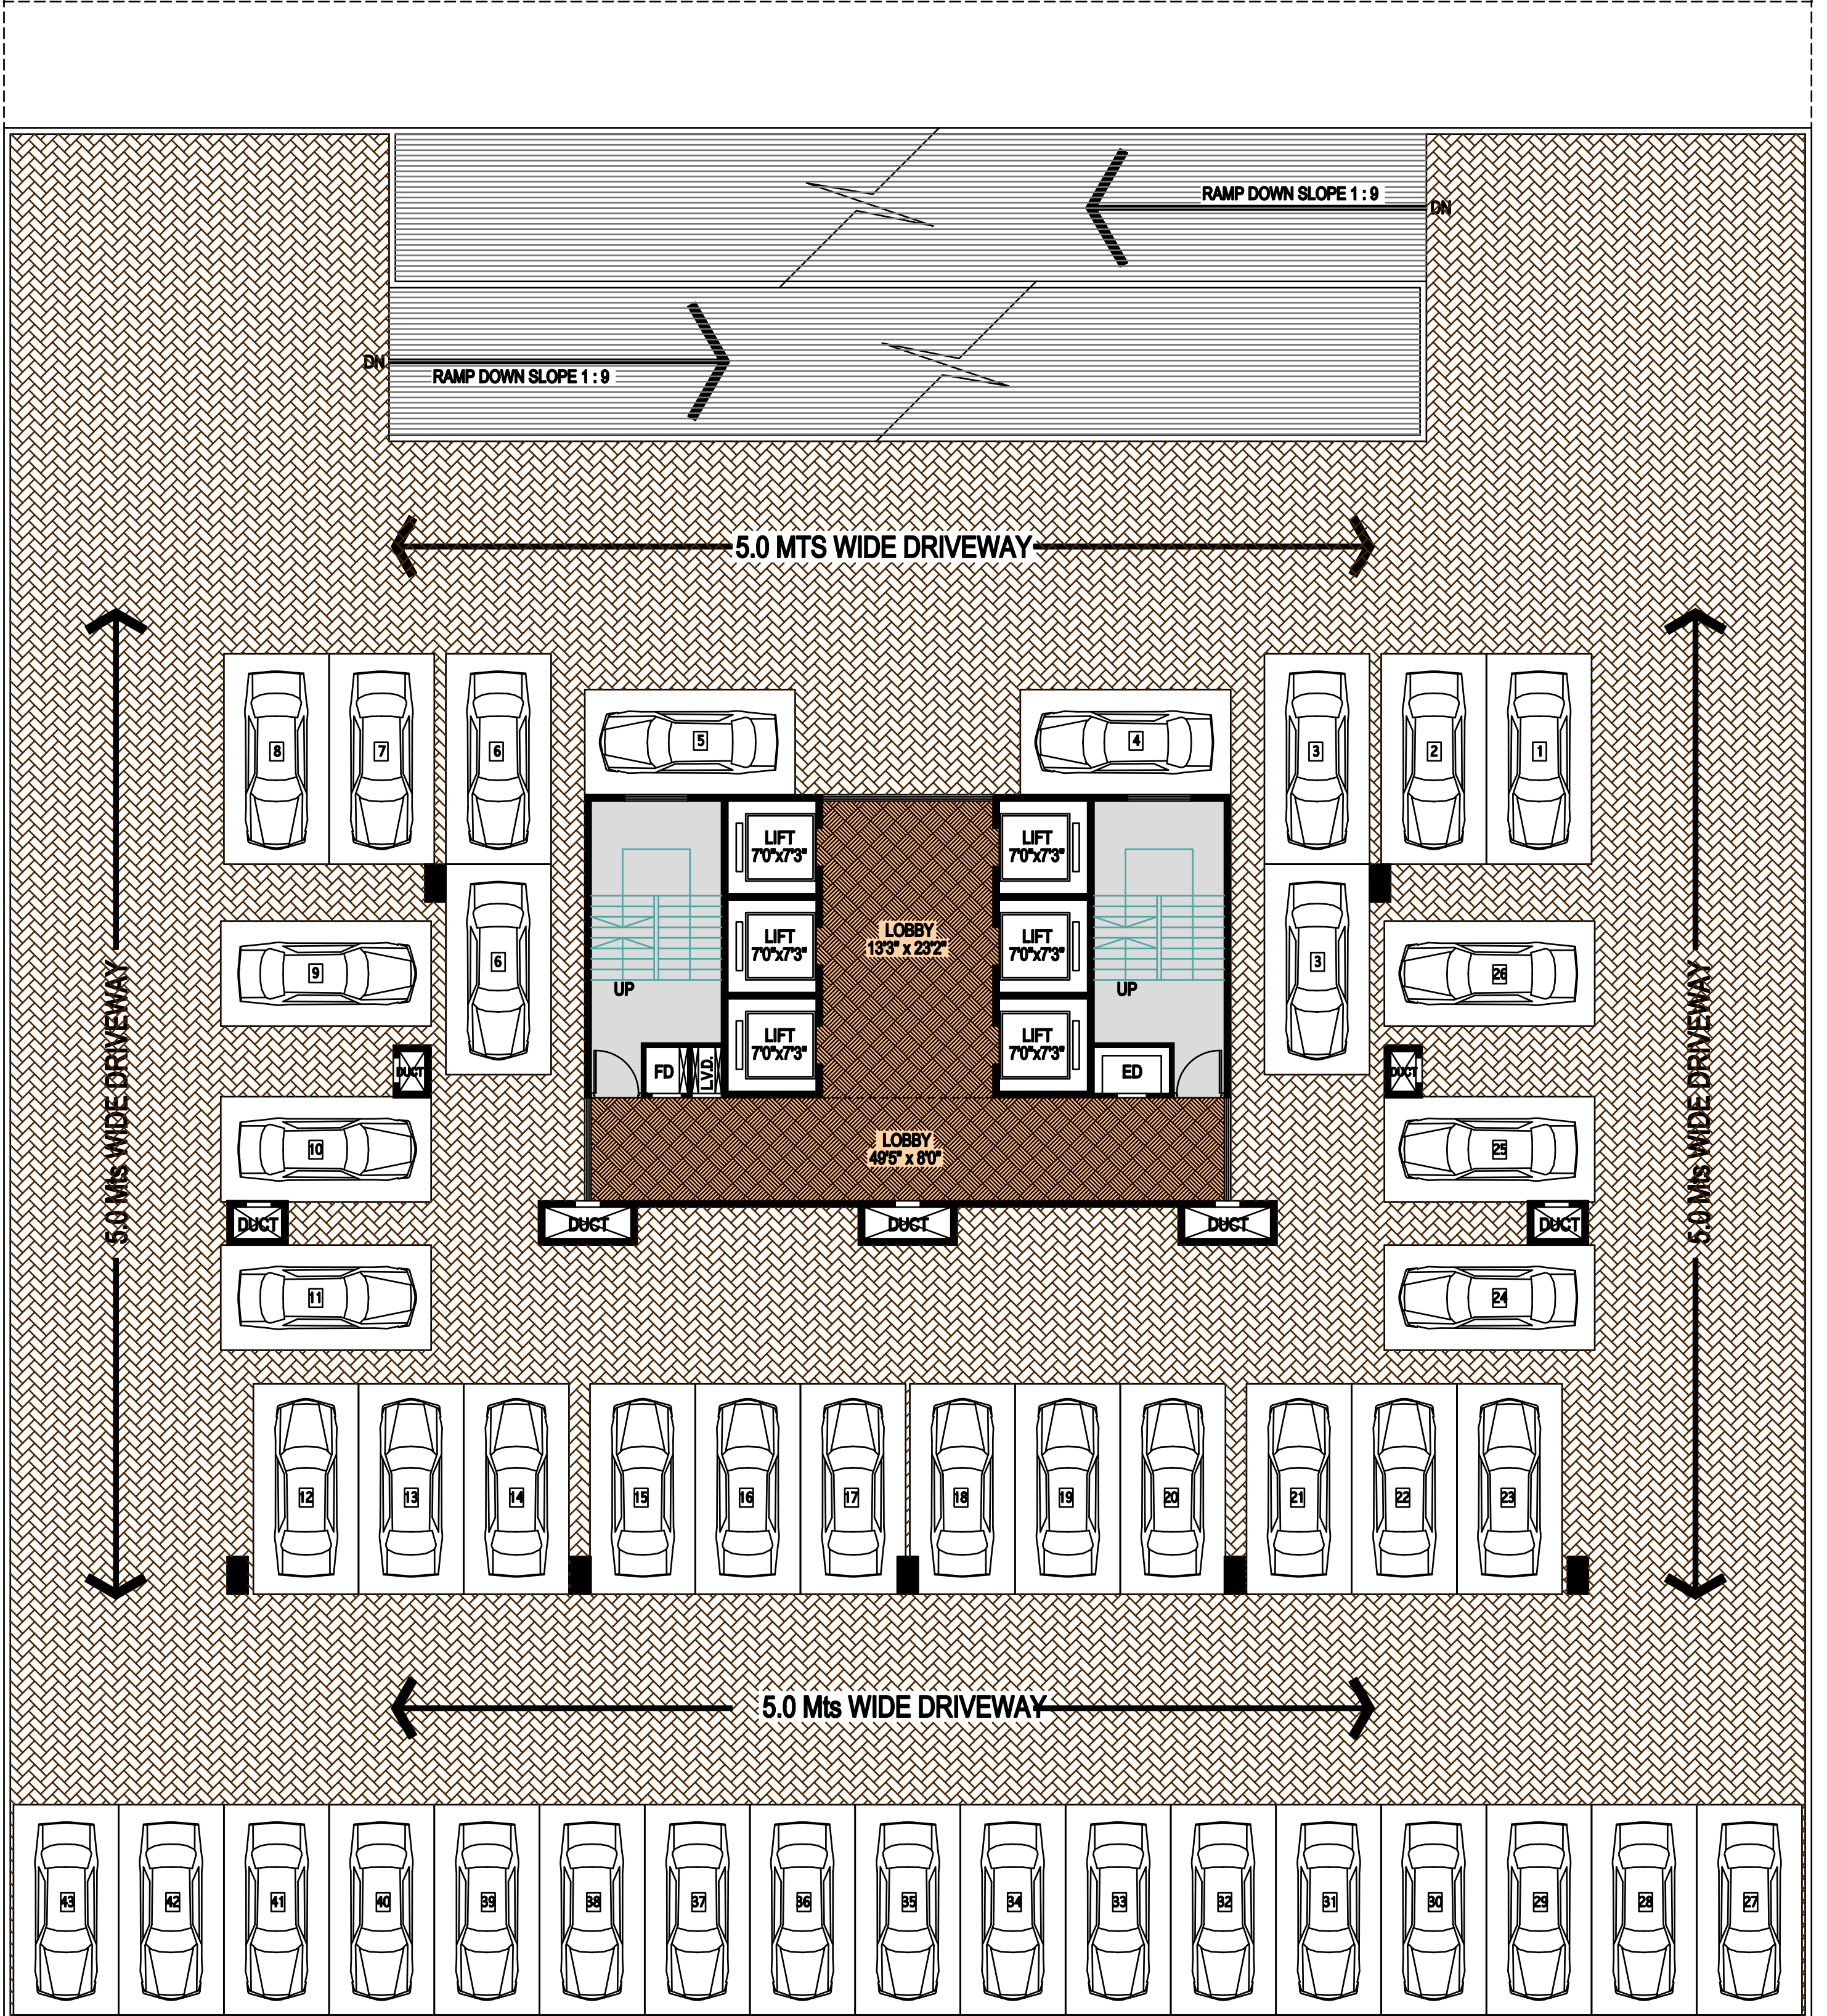 RAMP DOWN SLOPE 1 : 9
DN
DN
RAMP DOWN SLOPE 1 : 9
5.0 MTS WIDE DRIVEWAY
5.0 Mts WIDE DRIVEWAY
5.0 Mts WIDE DRIVEWAY
8
7
6
5
4
3
2
1
LIFT
7'0"x7'3"
LIFT
7'0"x7'3"
LOBBY
13'3" x 23'2"
LIFT
7'0"x7'3"
LIFT
7'0"x7'3"
9
6
3
26
UP
UP
LIFT
7'0"x7'3"
LIFT
7'0"x7'3"
DUCT
FD
L.V.D.
ED
DUCT
10
LOBBY
49'5" x 8'0"
25
DUCT
DUCT
DUCT
DUCT
DUCT
11
24
12
13
14
15
16
17
18
19
20
21
22
23
5.0 Mts WIDE DRIVEWAY
43
42
41
40
39
38
37
36
35
34
33
32
31
30
29
28
27